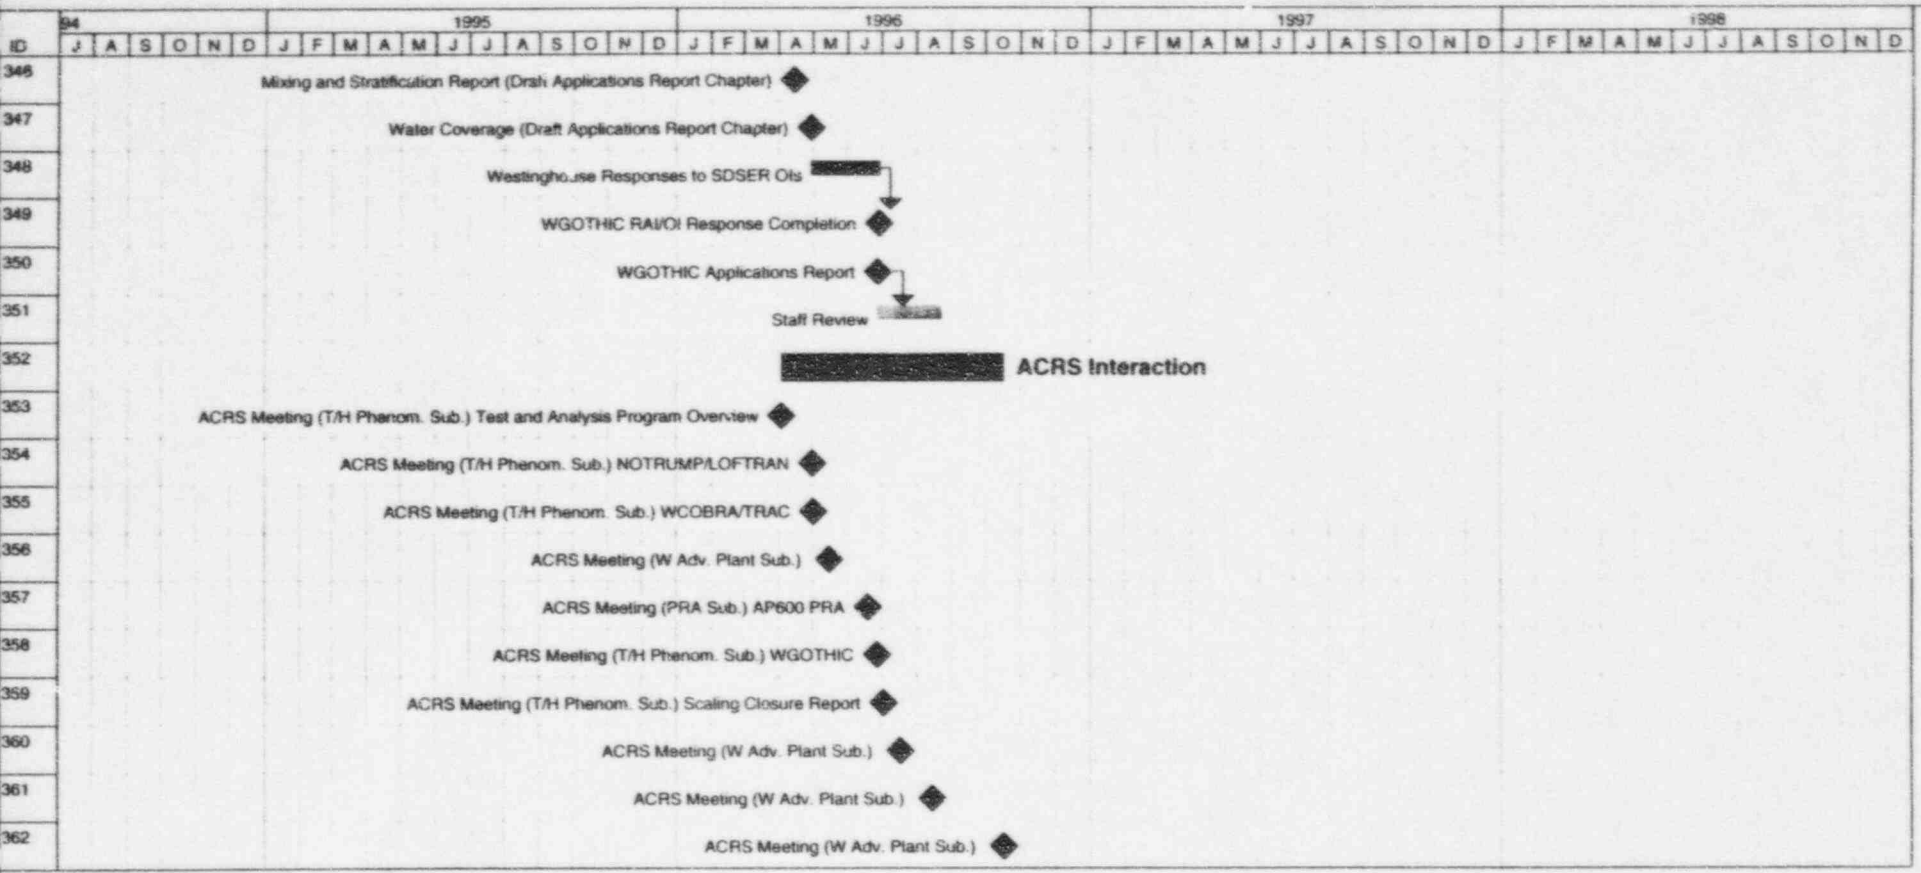 94 1995 1996 1997 1998
ID J A S O N D J F M A M J J A S O N D J F M A M J J A S O N D J F M A M J J A S O N D J F M A M J J A S O N D
346 Mixing and Stratification Report (Draft Applications Report Chapter)
347 Water Coverage (Draft Applications Report Chapter)
348 Westinghouse Responses to SDSER OIs
349 WGOTHIC RAI/OI Response Completion
350 WGOTHIC Applications Report
351 Staff Review
352 ACRS Interaction
353 ACRS Meeting (T/H Phenom. Sub.) Test and Analysis Program Overview
354 ACRS Meeting (T/H Phenom. Sub.) NOTRUMP/LOFTRAN
355 ACRS Meeting (T/H Phenom. Sub.) WCOBRA/TRAC
356 ACRS Meeting (W Adv. Plant Sub.)
357 ACRS Meeting (PRA Sub.) AP600 PRA
358 ACRS Meeting (T/H Phenom. Sub.) WGOTHIC
359 ACRS Meeting (T/H Phenom. Sub.) Scaling Closure Report
360 ACRS Meeting (W Adv. Plant Sub.)
361 ACRS Meeting (W Adv. Plant Sub.)
362 ACRS Meeting (W Adv. Plant Sub.)